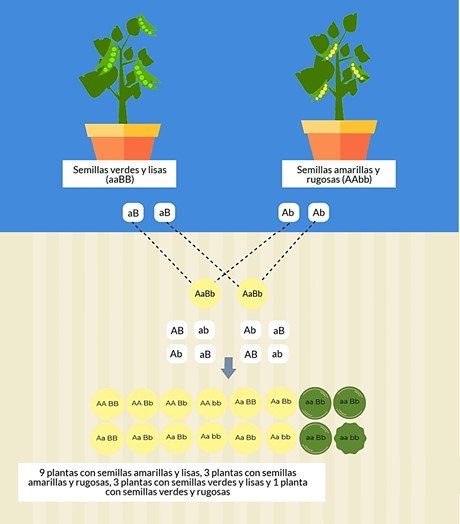 Semillas verdes y lisas
(aaBB)
Semillas amarillas y
rugosas (AAbb)
aB aB Ab Ab
AaBb AaBb
AB ab Ab aB
Ab aB AB ab
AA BB Aa BB AA Bb AA bb Aa BB Aa Bb aa Bb aa Bb
Aa BB Aa Bb Aa Bb Aa bb Aa Bb Aa bb aa Bb aa bb
9 plantas con semillas amarillas y lisas, 3 plantas con semillas
amarillas y rugosas, 3 plantas con semillas verdes y lisas y 1 planta
con semillas verdes y rugosas